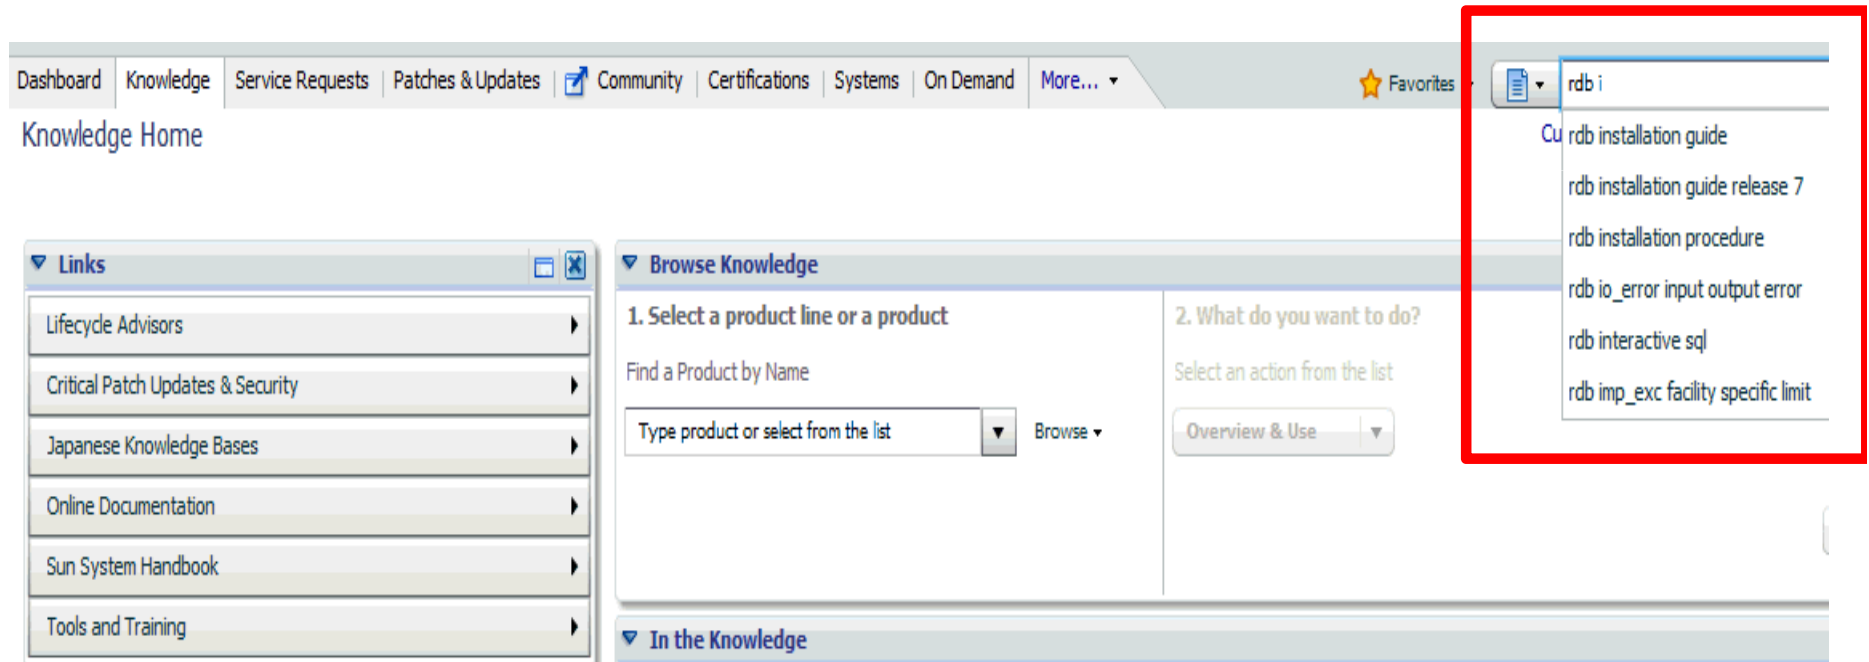 Dashboard Knowledge Service Requests Patches & Updates Community Certifications Systems On Demand More... Favorites rdb i
Knowledge Home
Cu
rdb installation guide
rdb installation guide release 7
rdb installation procedure
rdb io_error input output error
rdb interactive sql
rdb imp_exc facility specific limit
Links
Lifecycle Advisors
Critical Patch Updates & Security
Japanese Knowledge Bases
Online Documentation
Sun System Handbook
Tools and Training
Browse Knowledge
1. Select a product line or a product
Find a Product by Name
Type product or select from the list Browse
2. What do you want to do?
Select an action from the list
Overview & Use
In the Knowledge